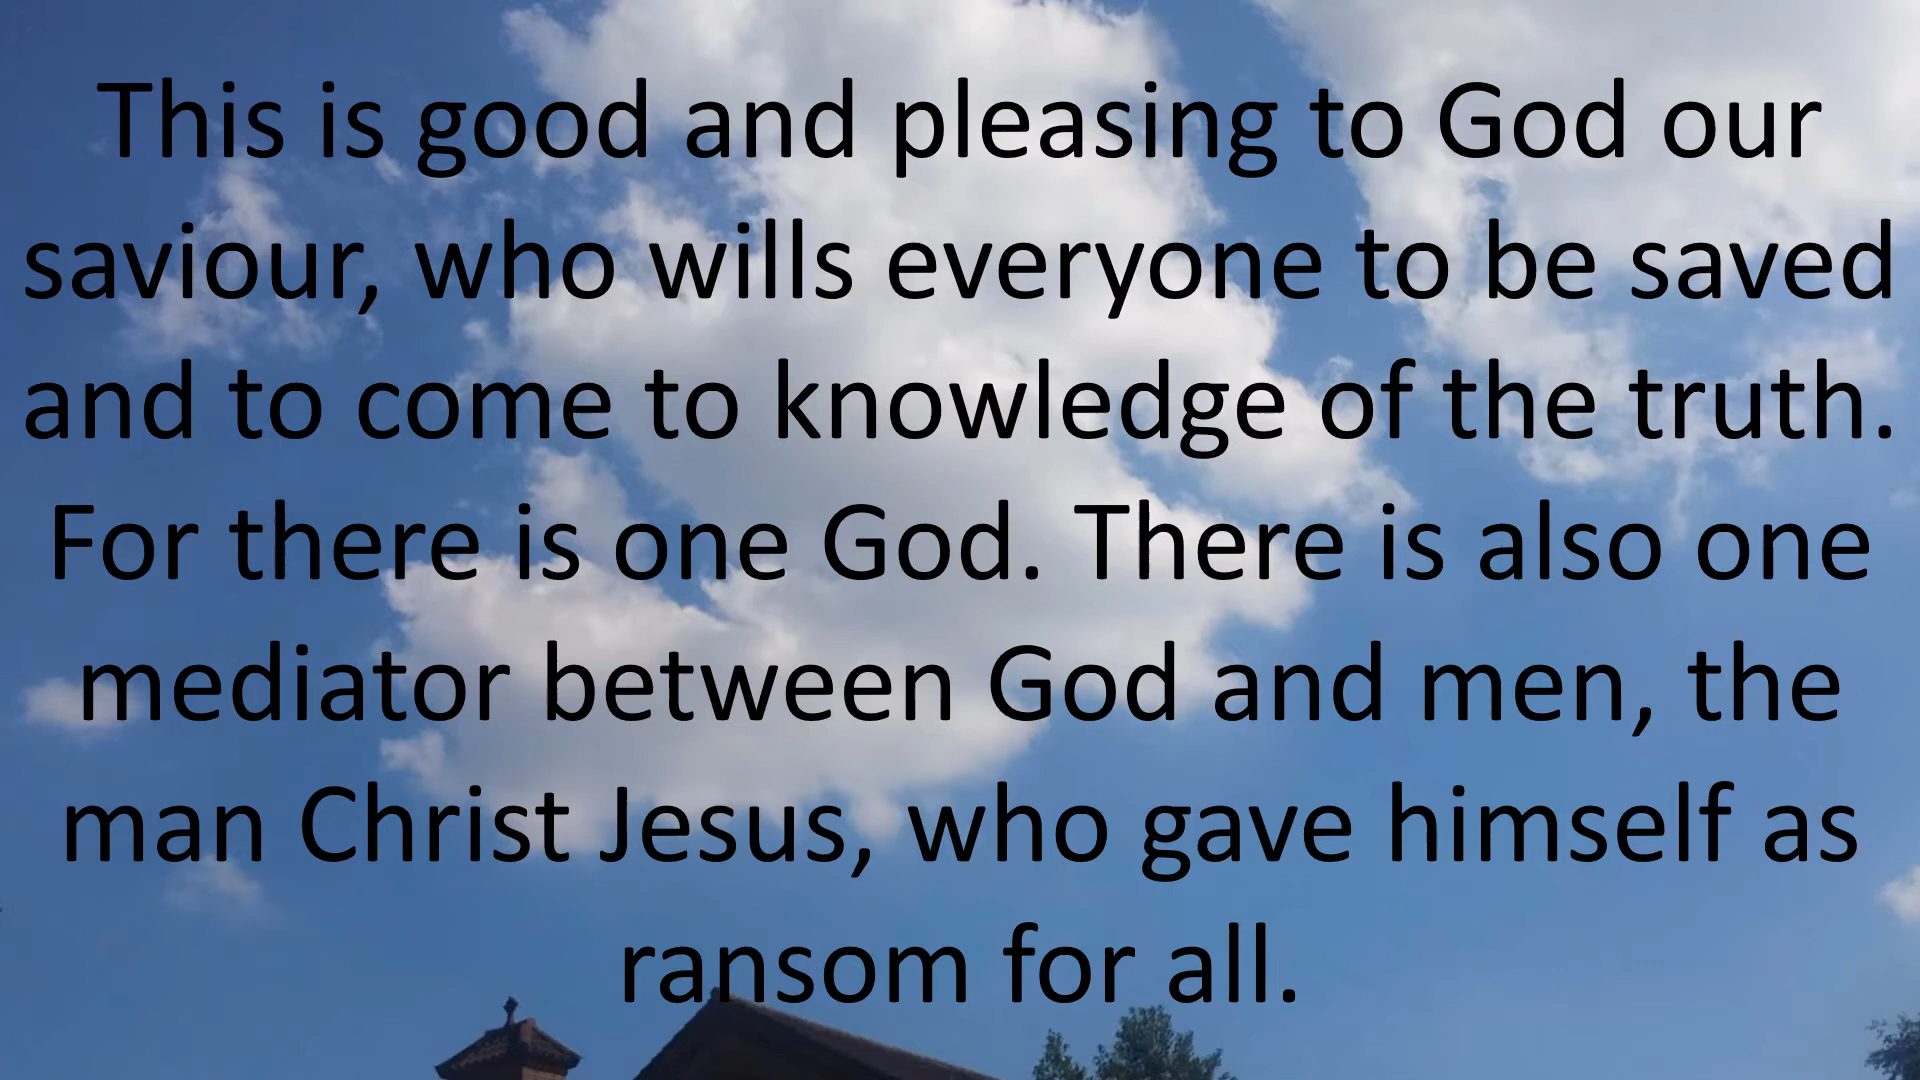 This is good and pleasing to God our
saviour, who wills everyone to be saved
and to come to knowledge of the truth.
For there is one God. There is also one
mediator between God and men, the
man Christ Jesus, who gave himself as
ransom for all.